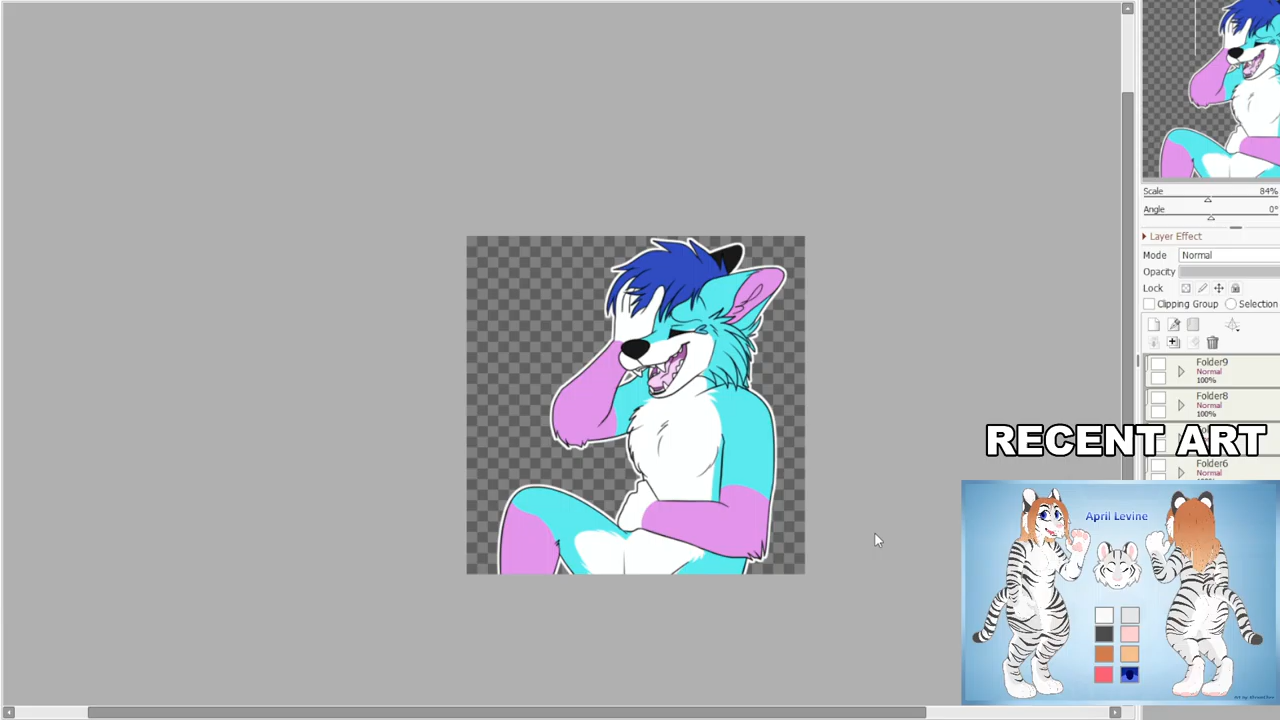 Scale 84%
Angle 0°
Layer Effect
Mode Normal
Opacity
Lock
Clipping Group Selection
Folder9
Normal
100%
Folder8
Normal
100%
RECENT ART
Folder6
Normal
April Levine